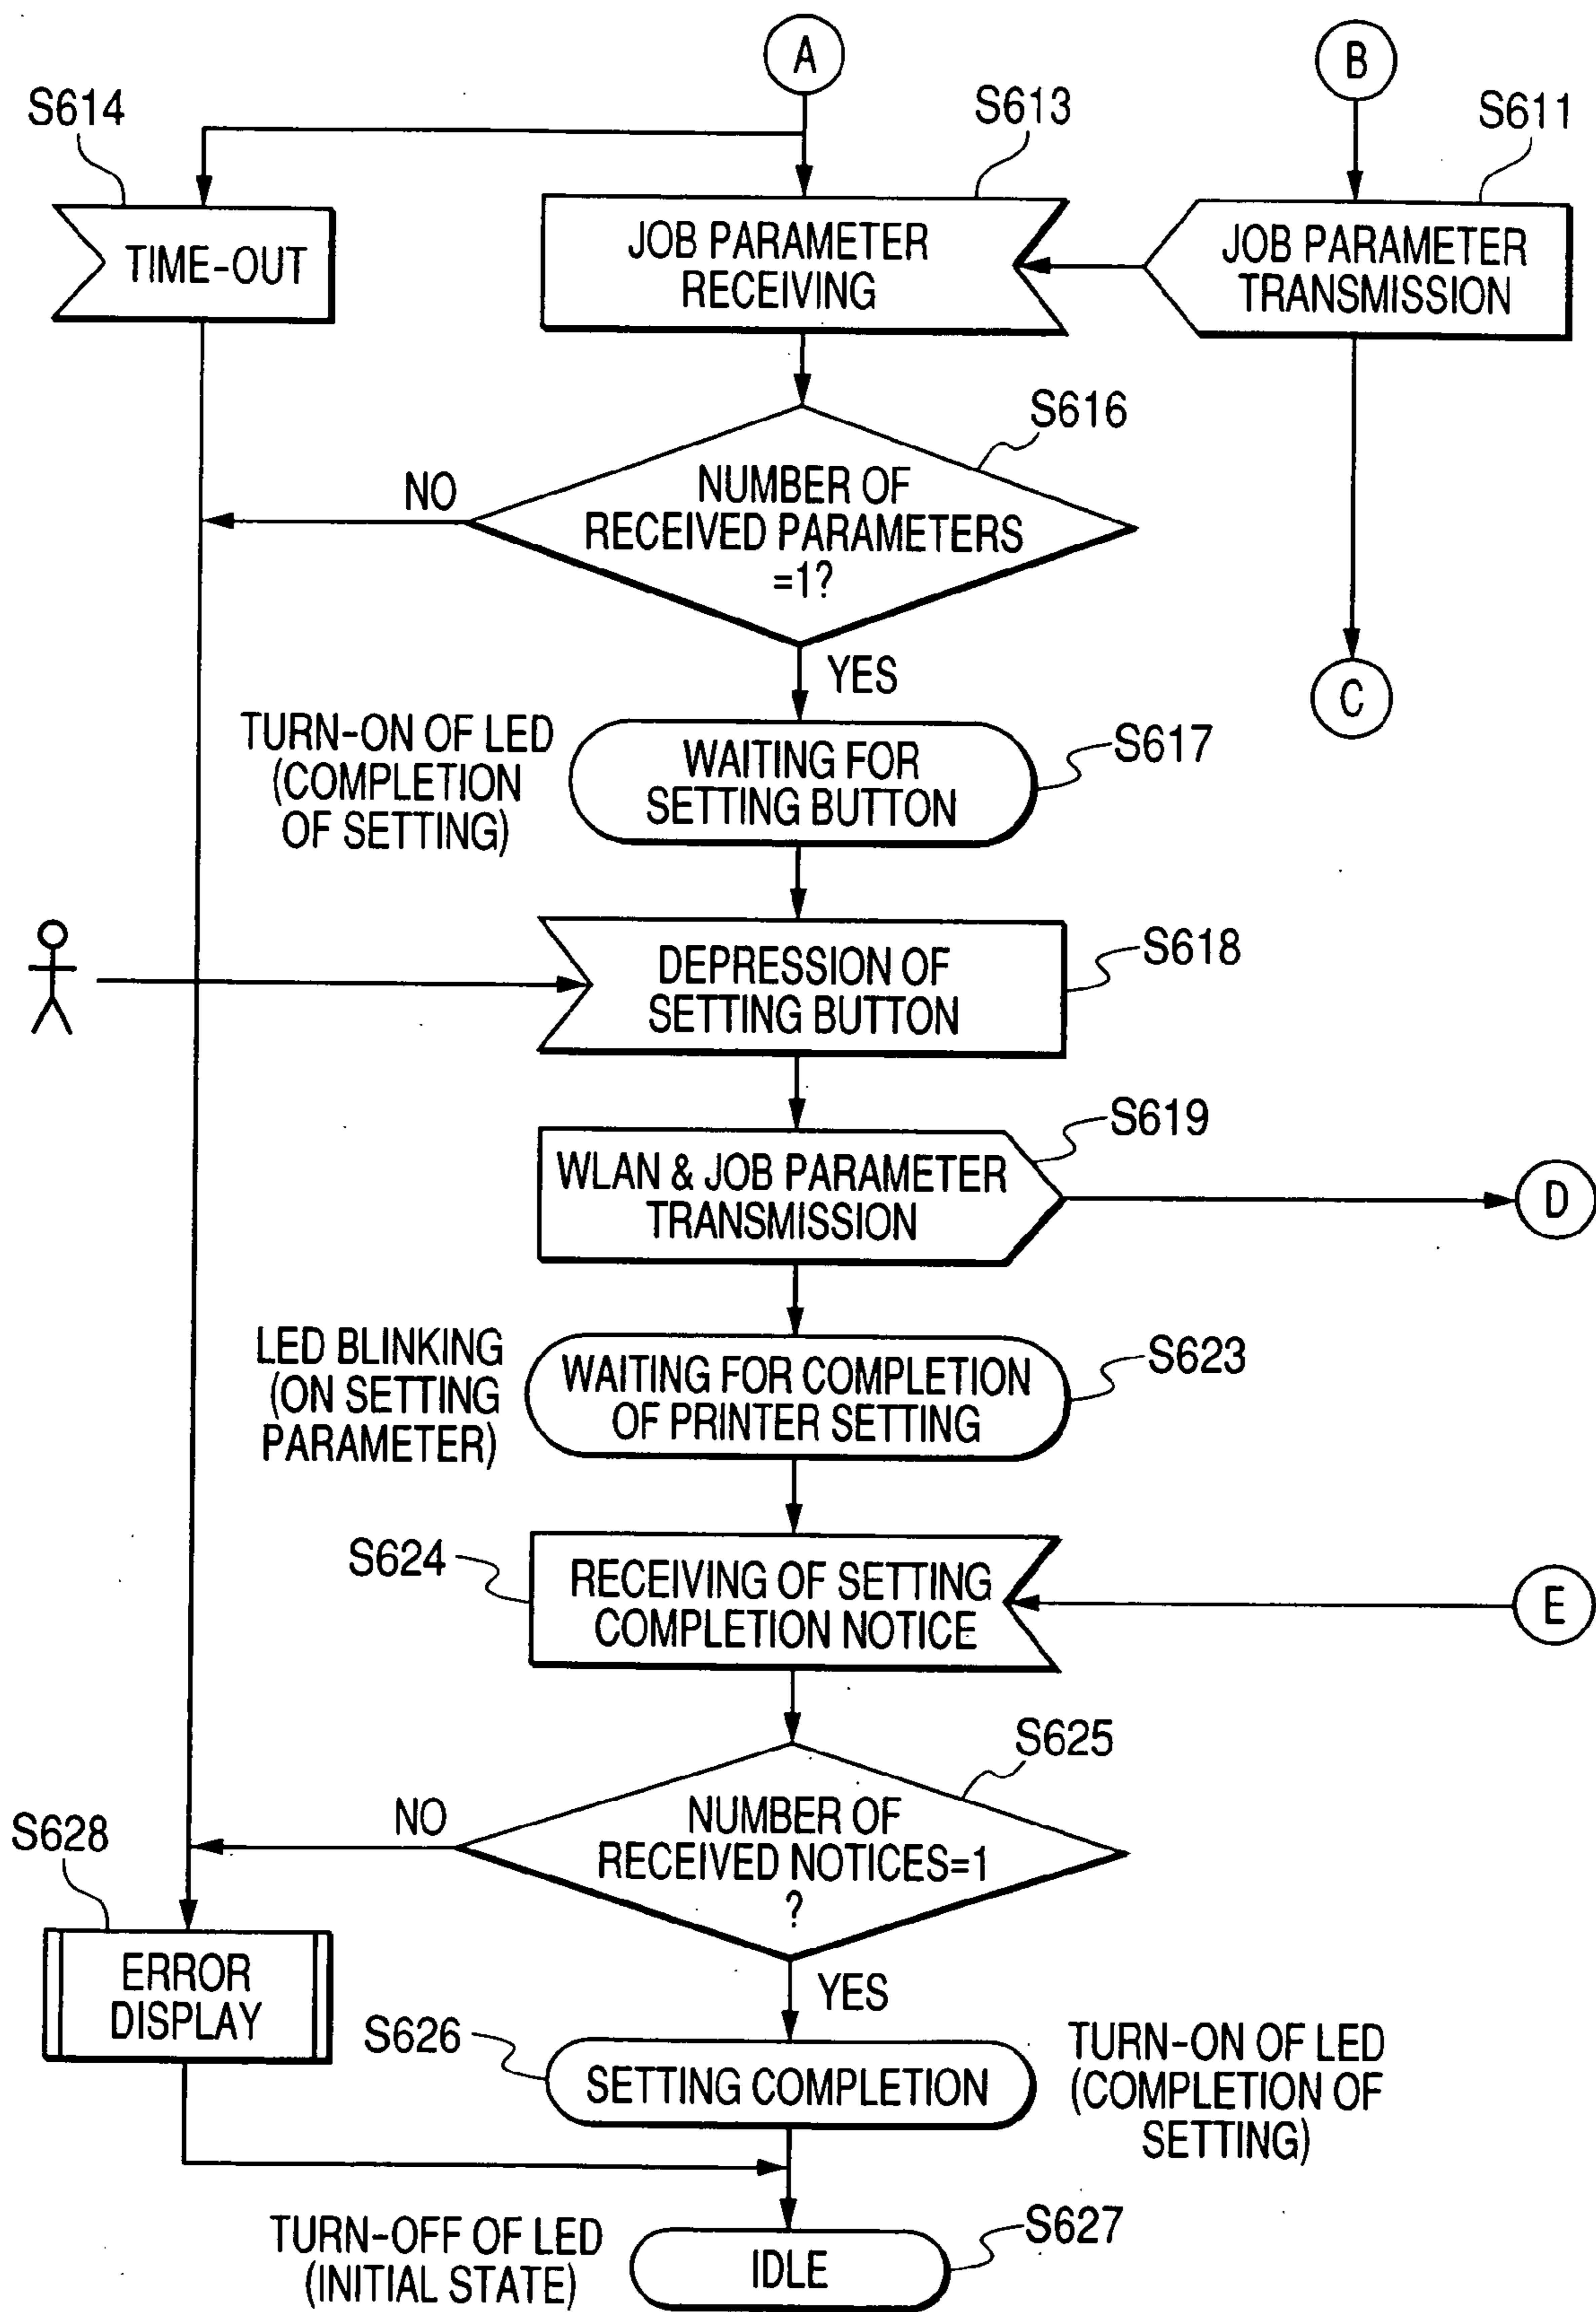 A
B
S614
S613
S611
TIME-OUT
JOB PARAMETER
RECEIVING
JOB PARAMETER
TRANSMISSION
S616
NO
NUMBER OF
RECEIVED PARAMETERS
=1?
YES
C
TURN-ON OF LED
(COMPLETION
OF SETTING)
WAITING FOR
SETTING BUTTON
S617
DEPRESSION OF
SETTING BUTTON
S618
S619
WLAN & JOB PARAMETER
TRANSMISSION
D
LED BLINKING
(ON SETTING
PARAMETER)
WAITING FOR COMPLETION
OF PRINTER SETTING
S623
S624
RECEIVING OF SETTING
COMPLETION NOTICE
E
S625
NO
NUMBER OF
RECEIVED NOTICES=1
?
S628
ERROR
DISPLAY
YES
S626
SETTING COMPLETION
TURN-ON OF LED
(COMPLETION OF
SETTING)
TURN-OFF OF LED
(INITIAL STATE)
IDLE
S627